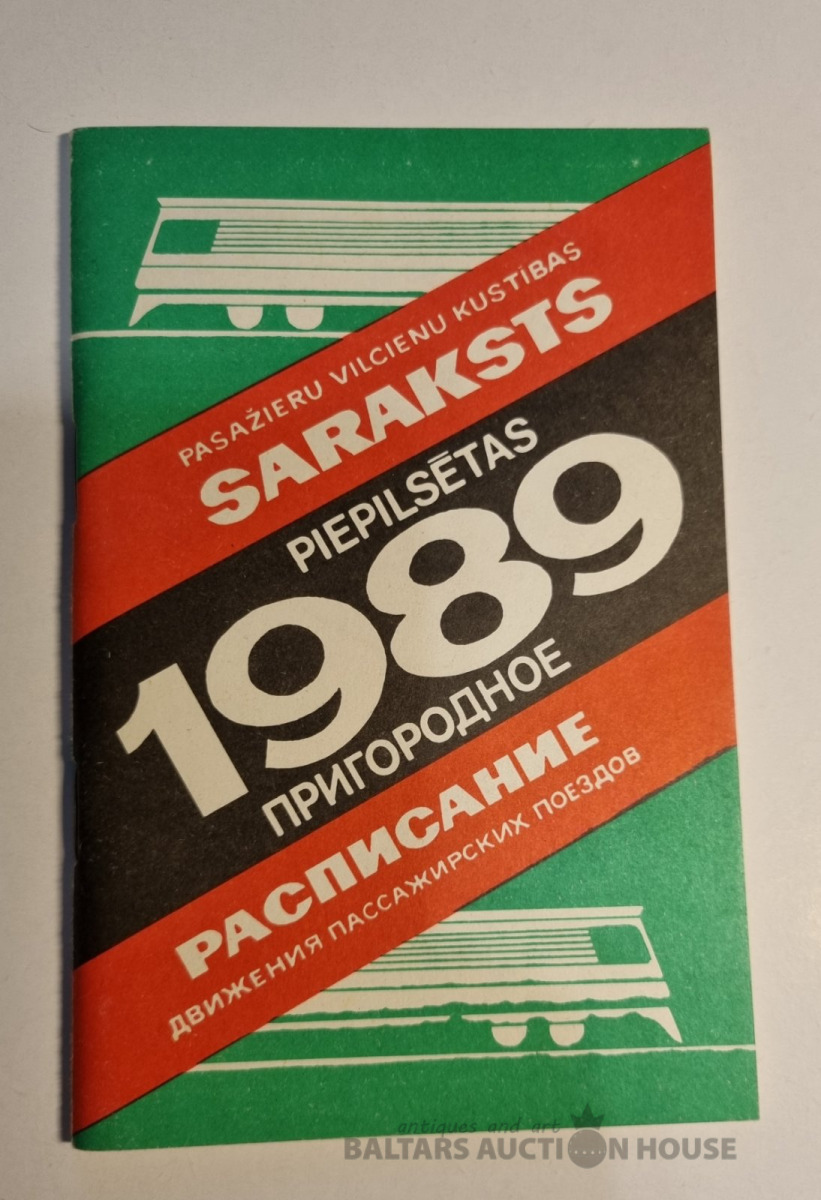 PASAŽIERU VILCIENU KUSTĪBAS
SARAKSTS
PIEPILSĒTAS
1989
ПРИГОРОДНОЕ
РАСПИСАНИЕ
ДВИЖЕНИЯ ПАССАЖИРСКИХ ПОЕЗДОВ
antiques and art
BALTARS AUCTION HOUSE